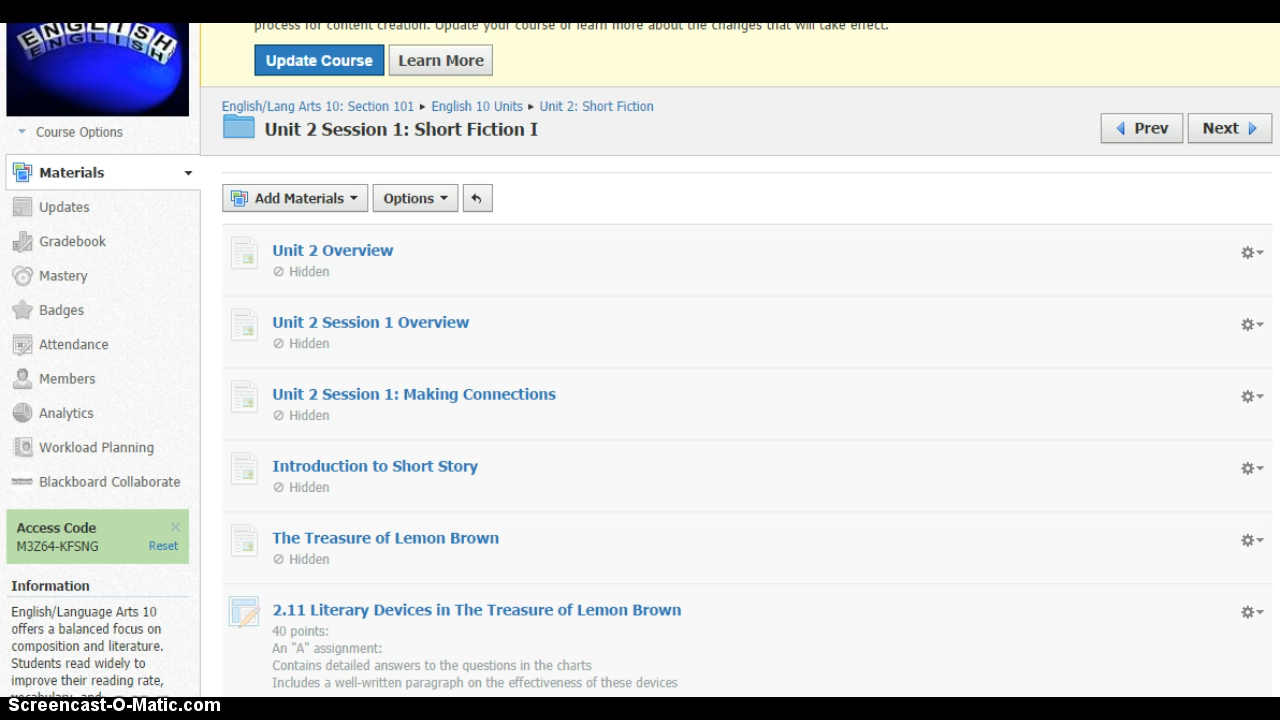 process for content creation. Update your course or learn more about the changes that will take effect.
ENGLISH
ENGLISH
Update Course
Learn More
English/Lang Arts 10: Section 101 ▸ English 10 Units ▸ Unit 2: Short Fiction
Unit 2 Session 1: Short Fiction I
Prev
Next
Course Options
Materials
Updates
Gradebook
Mastery
Badges
Attendance
Members
Analytics
Workload Planning
Blackboard Collaborate
Access Code
M3Z64-KFSNG
Reset
Information
English/Language Arts 10
offers a balanced focus on
composition and literature.
Students read widely to
improve their reading rate,
vocabulary, and
Add Materials
Options
Unit 2 Overview
Hidden
Unit 2 Session 1 Overview
Hidden
Unit 2 Session 1: Making Connections
Hidden
Introduction to Short Story
Hidden
The Treasure of Lemon Brown
Hidden
2.11 Literary Devices in The Treasure of Lemon Brown
40 points:
An "A" assignment:
Contains detailed answers to the questions in the charts
Includes a well-written paragraph on the effectiveness of these devices
Screencast-O-Matic.com